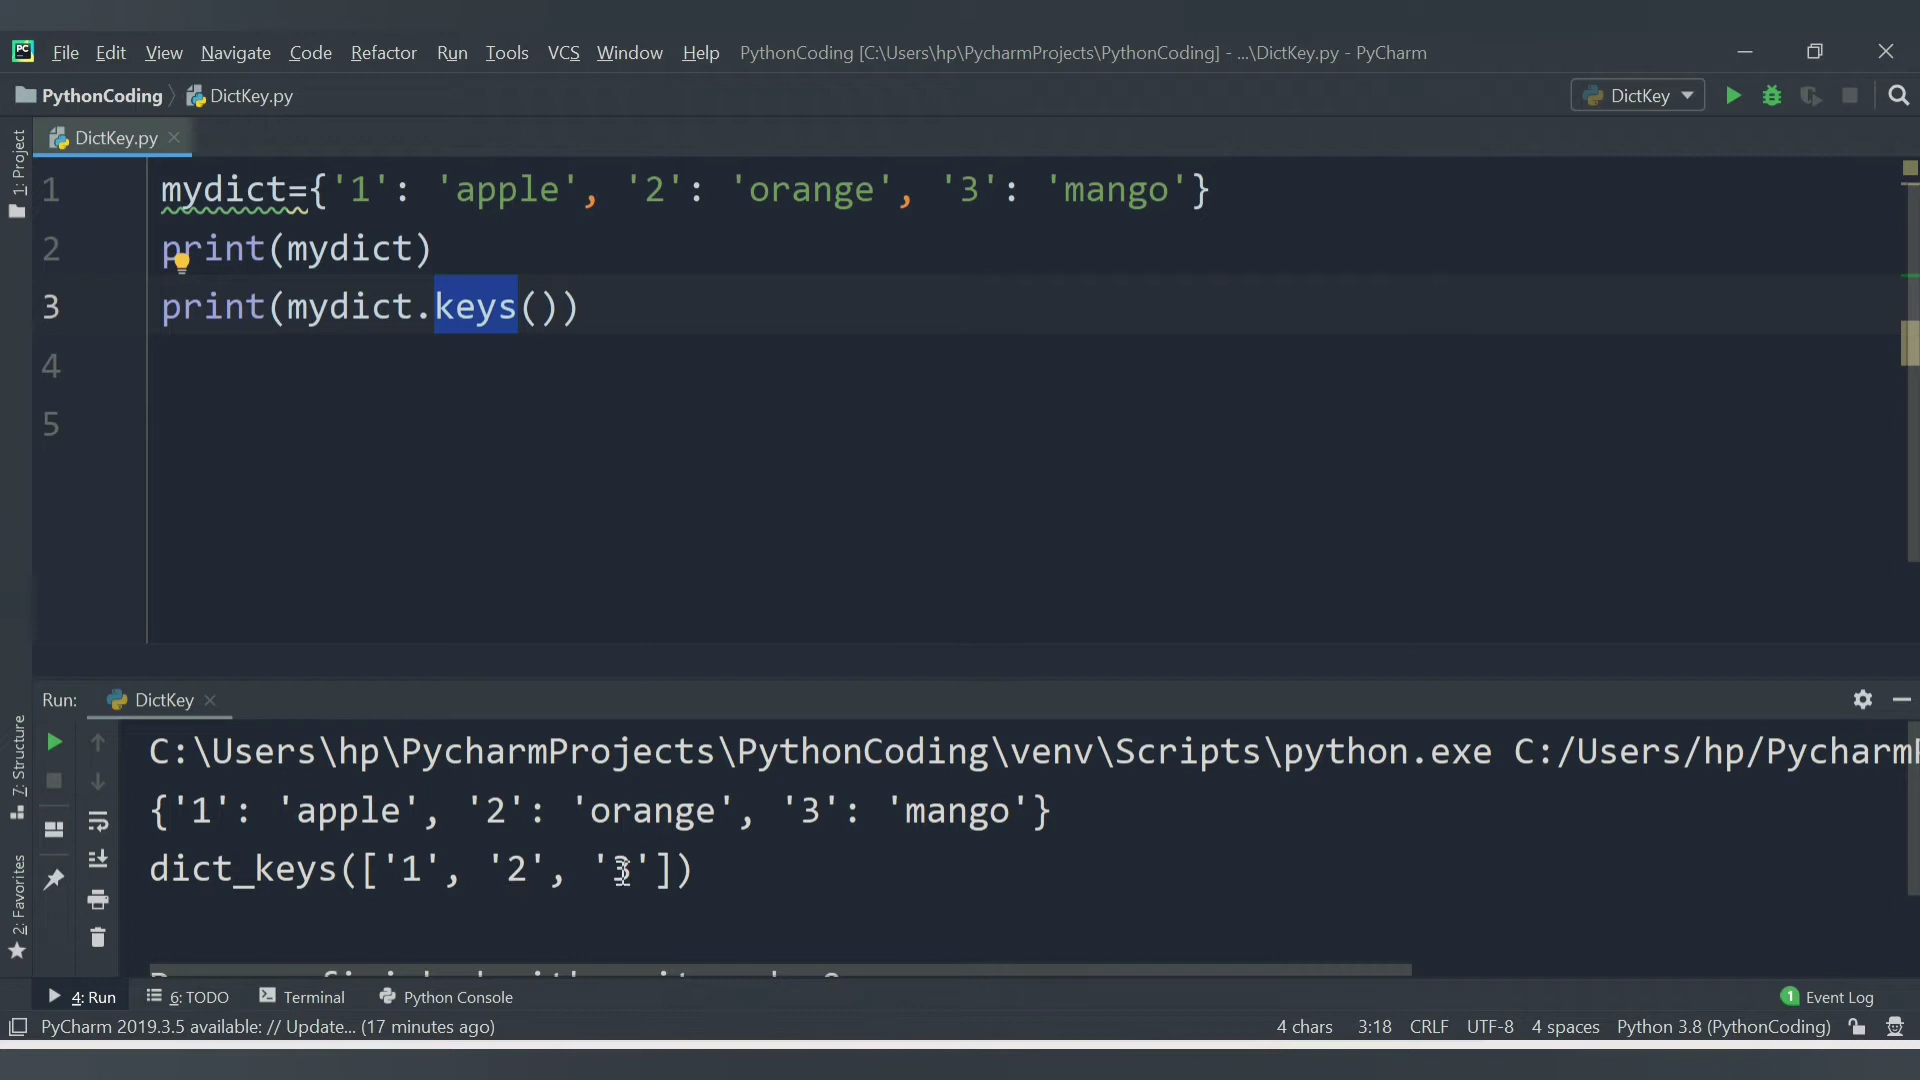 File Edit View Navigate Code Refactor Run Tools VCS Window Help PythonCoding [C:\Users\hp\PycharmProjects\PythonCoding] - ...\DictKey.py - PyCharm
PythonCoding DictKey.py DictKey
1: Project
DictKey.py
1 mydict={'1': 'apple', '2': 'orange', '3': 'mango'}
2 print(mydict)
3 print(mydict.keys())
4
5
Run: DictKey
7: Structure
2: Favorites
C:\Users\hp\PycharmProjects\PythonCoding\venv\Scripts\python.exe C:/Users/hp/Pycharm
{'1': 'apple', '2': 'orange', '3': 'mango'}
dict_keys(['1', '2', '3'])
4: Run 6: TODO Terminal Python Console 1 Event Log
PyCharm 2019.3.5 available: // Update... (17 minutes ago) 4 chars 3:18 CRLF UTF-8 4 spaces Python 3.8 (PythonCoding)